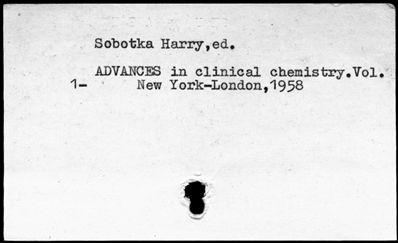 Sobotka Harry,ed.
ADVANCES in clinical chemistry.Vol.
1- New York-London,1958